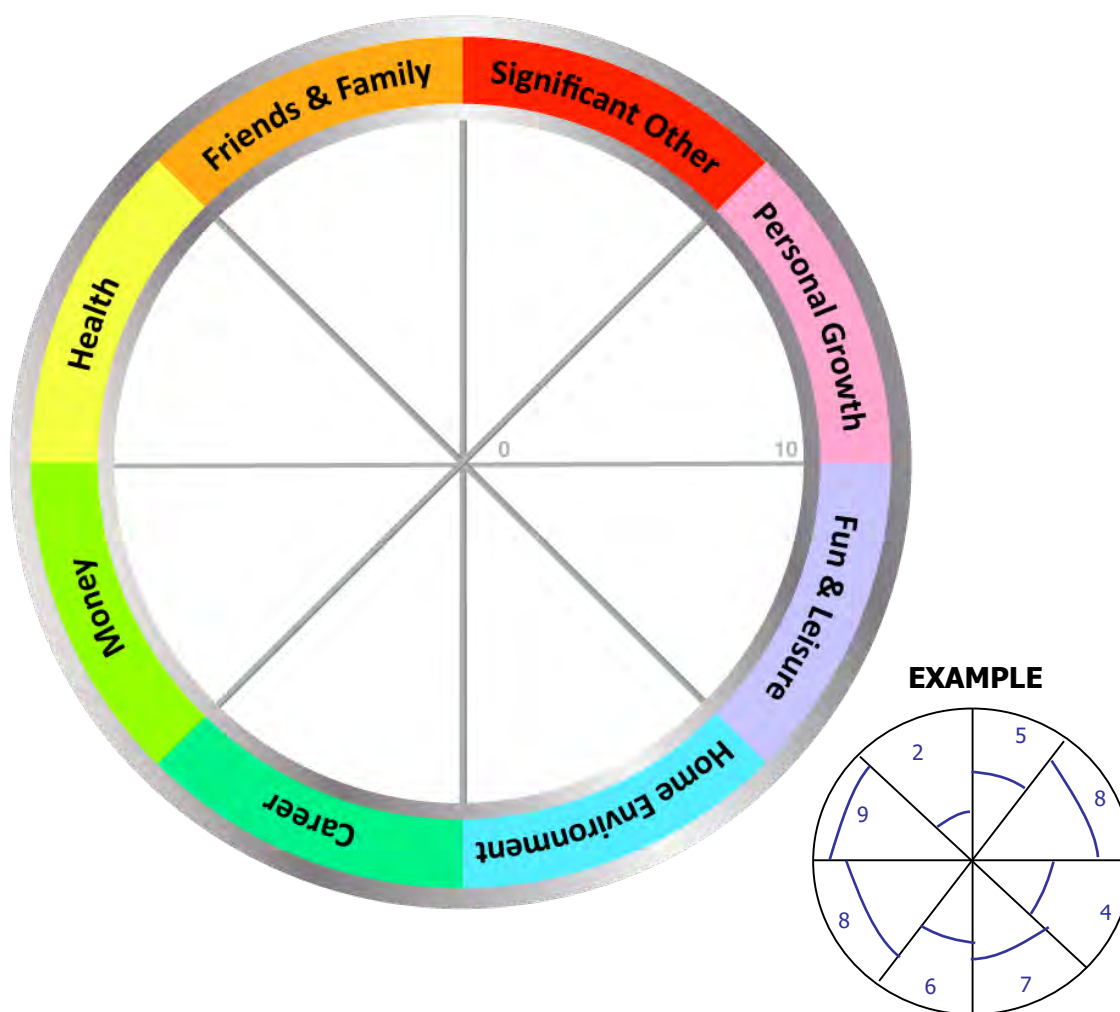 Friends & Family
Significant Other
Personal Growth
Health
0
10
Fun & Leisure
Money
Home Environment
Career
EXAMPLE
2
5
9
8
8
4
6
7